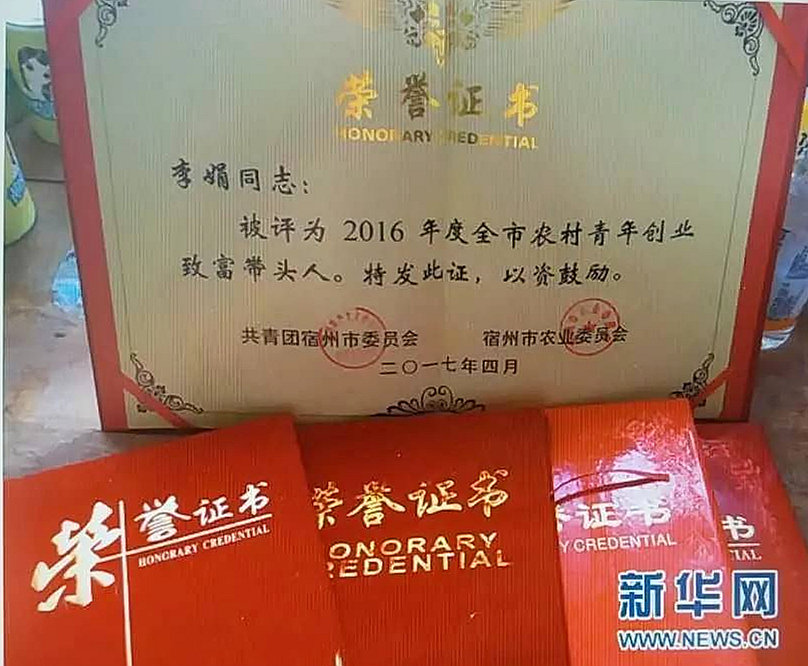 荣誉证书
HONORARY CREDENTIAL
李娟同志：
被评为 2016 年度全市农村青年创业
致富带头人。特发此证，以资鼓励。
共青团宿州市委员会 宿州市农业委员会
二〇一七年四月
荣誉证书
HONORARY CREDENTIAL
荣誉证书
ONORARY
REDENTIAL
誉证书
Y CREDENTIAL
书
IAL
新华网
WWW.NEWS.CN